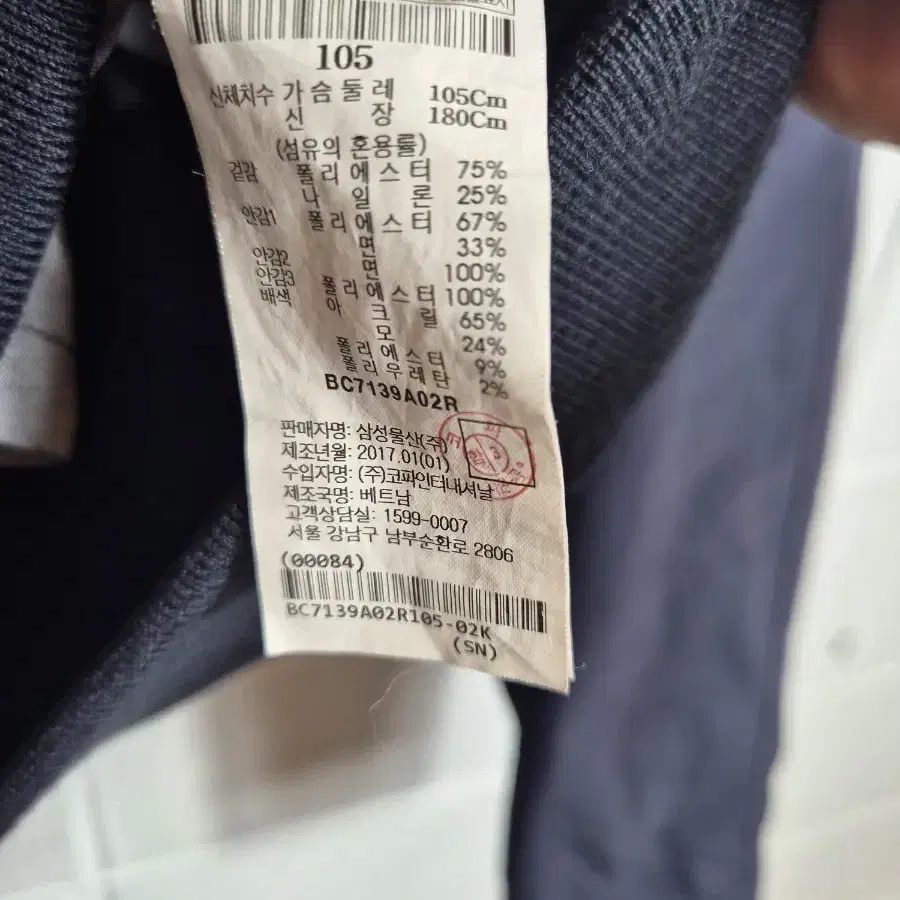 105
신체치수 가 슴 둘 레 105Cm
신 장 180Cm
(섬유의 혼용률)
겉감 폴 리 에 스 터 75%
나 일 론 25%
안감1 폴 리 에 스 터 67%
면 33%
안감2 면 100%
안감3 폴 리 에 스 터 100%
배색 아 크 릴 65%
모 24%
폴 리 에 스 터 9%
폴 리 우 레 탄 2%
BC7139A02R
판매자명: 삼성물산(주)
제조년월: 2017.01(01)
수입자명: (주)코파인터내셔날
제조국명: 베트남
고객상담실: 1599-0007
서울 강남구 남부순환로 2806
(00084)
BC7139A02R105-02K
(SN)